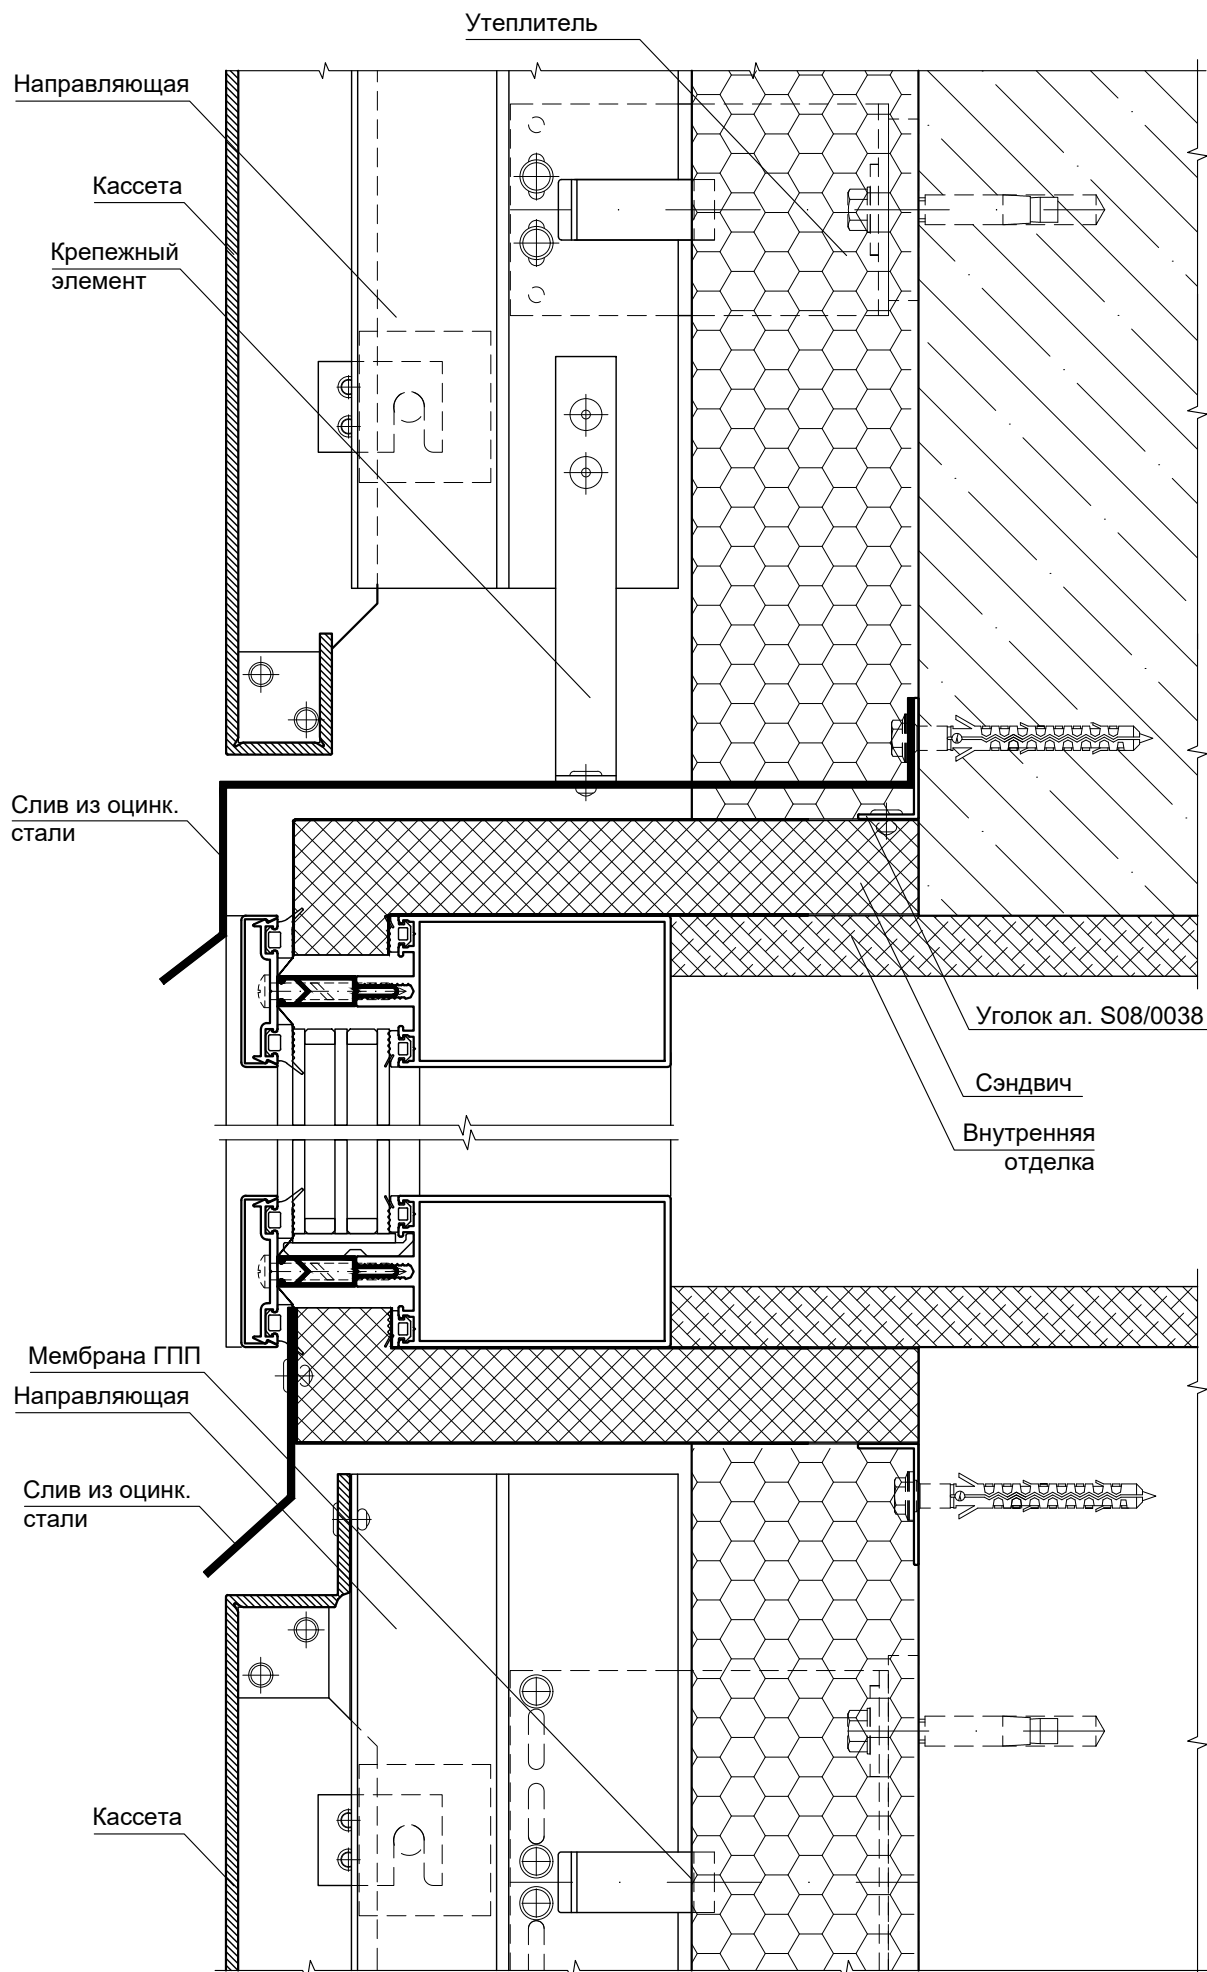 Утеплитель
Направляющая
Кассета
Крепежный
элемент
Слив из оцинк.
стали
Уголок ал. S08/0038
Сэндвич
Внутренняя
отделка
Мембрана ГПП
Направляющая
Слив из оцинк.
стали
Кассета